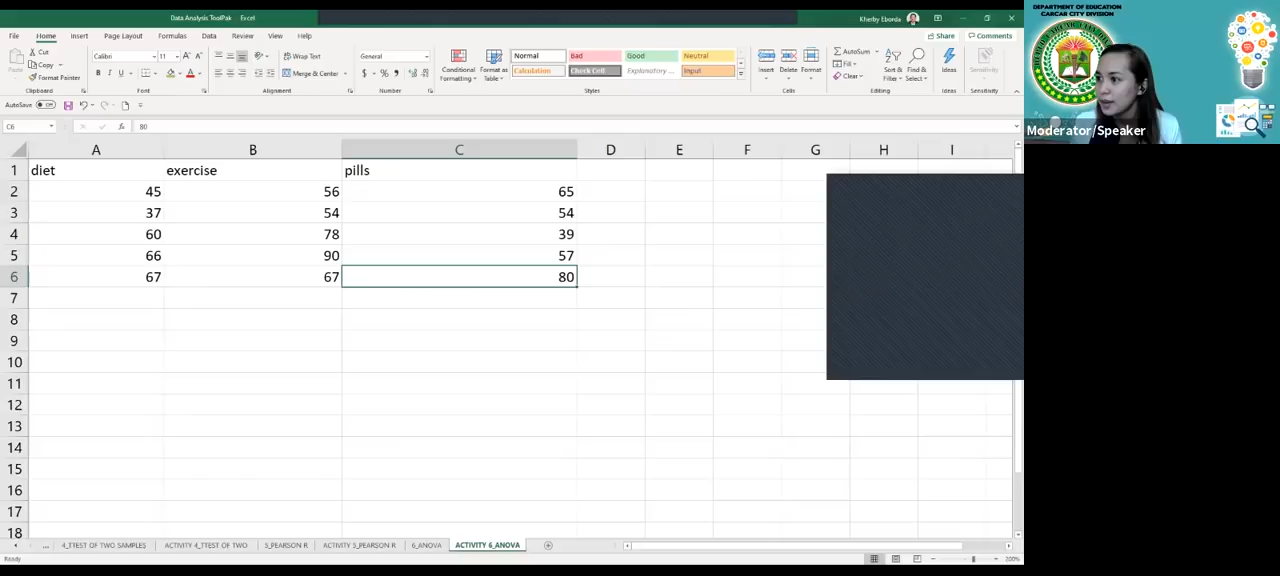 Data Analysis ToolPak - Excel
Kherby Eborda
File Home Insert Page Layout Formulas Data Review View Help
Share Comments
Cut
Copy
Format Painter
Paste
Clipboard
Calibri 11
Font
Wrap Text
Merge & Center
Alignment
General
Number
Conditional Formatting
Format as Table
Normal Bad Good Neutral
Calculation Check Cell Explanatory ... Input
Styles
Insert Delete Format
Cells
AutoSum
Fill
Clear
Sort & Filter
Find & Select
Editing
Ideas
Ideas
Sensitivity
Sensitivity
AutoSave Off
C6 80
A B C D E F G H I
1 diet exercise pills
2 45 56 65
3 37 54 54
4 60 78 39
5 66 90 57
6 67 67 80
7
8
9
10
11
12
13
14
15
16
17
18
... 4_TTEST OF TWO SAMPLES ACTIVITY 4_TTEST OF TWO 5_PEARSON R ACTIVITY 5_PEARSON R 6_ANOVA ACTIVITY 6_ANOVA
Ready
200%
DEPARTMENT OF EDUCATION
CARCAR CITY DIVISION
Moderator/Speaker